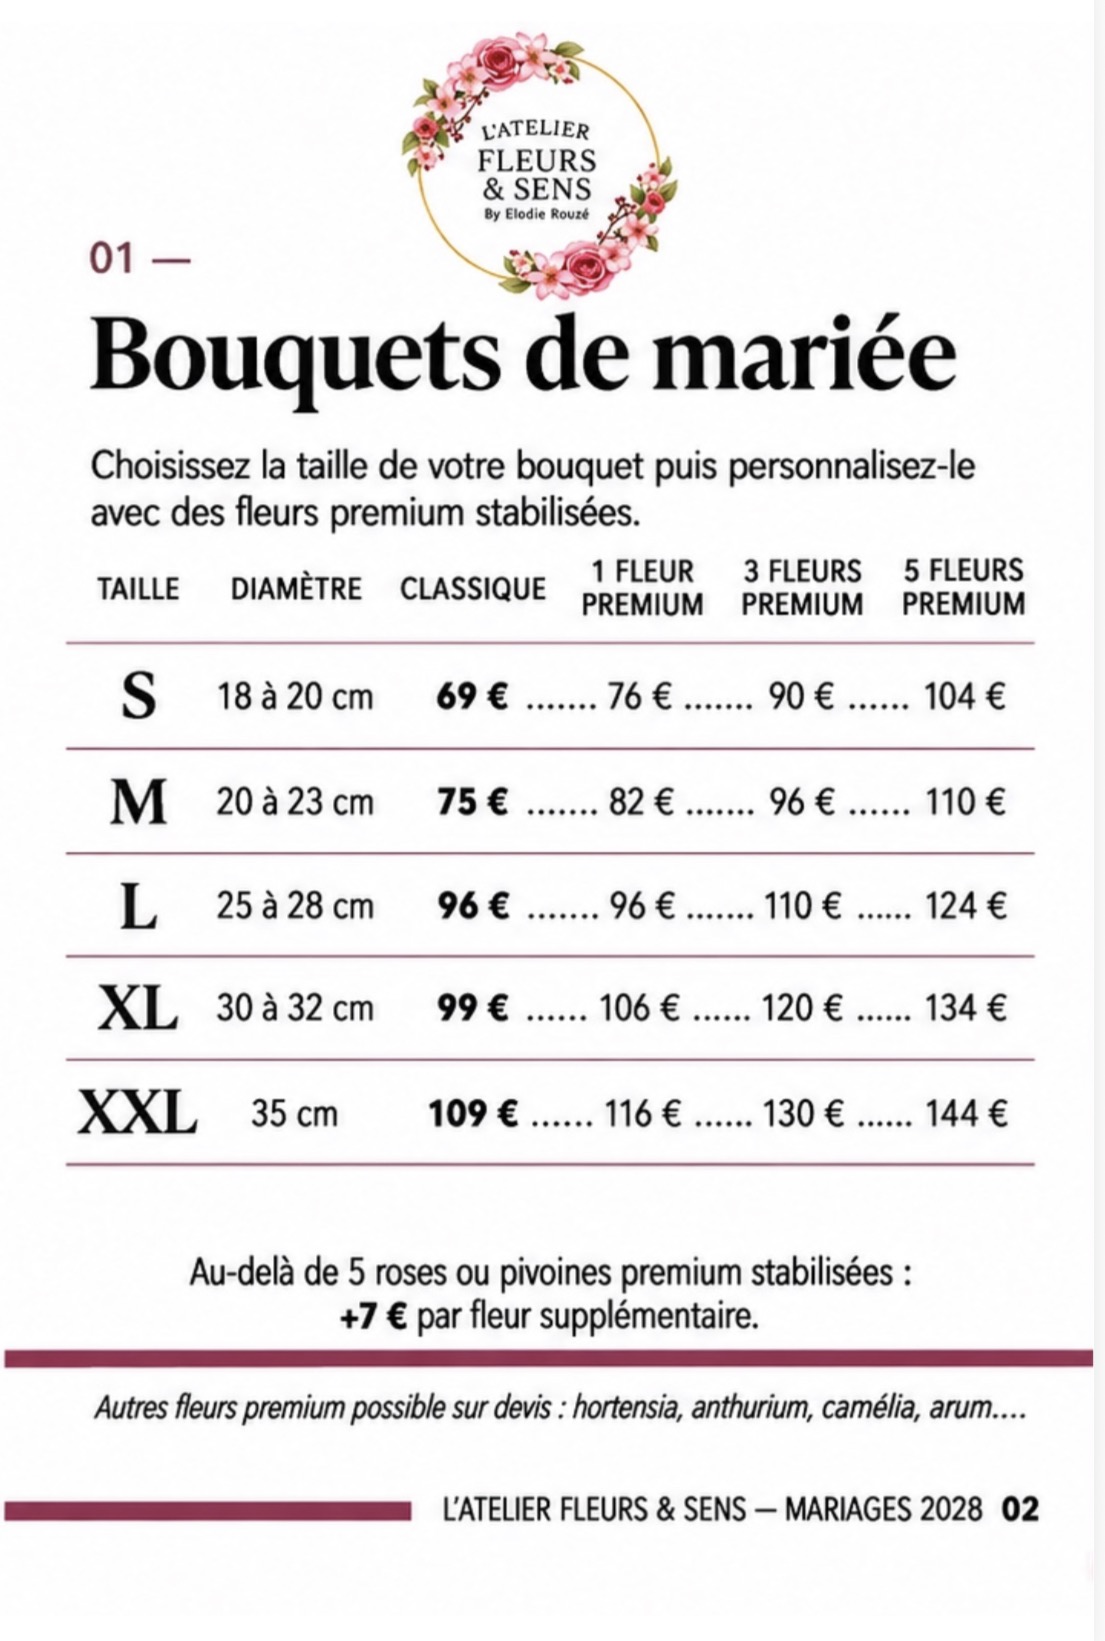 L'ATELIER
FLEURS
& SENS
By Elodie Rouzé
01 —
Bouquets de mariée
Choisissez la taille de votre bouquet puis personnalisez-le
avec des fleurs premium stabilisées.
TAILLE DIAMÈTRE CLASSIQUE 1 FLEUR PREMIUM 3 FLEURS PREMIUM 5 FLEURS PREMIUM
S 18 à 20 cm 69 € ....... 76 € ....... 90 € ...... 104 €
M 20 à 23 cm 75 € ....... 82 € ....... 96 € ...... 110 €
L 25 à 28 cm 96 € ....... 96 € ....... 110 € ...... 124 €
XL 30 à 32 cm 99 € ...... 106 € ...... 120 € ...... 134 €
XXL 35 cm 109 € ...... 116 € ...... 130 € ...... 144 €
Au-delà de 5 roses ou pivoines premium stabilisées :
+7 € par fleur supplémentaire.
Autres fleurs premium possible sur devis : hortensia, anthurium, camélia, arum....
L'ATELIER FLEURS & SENS — MARIAGES 2028 02